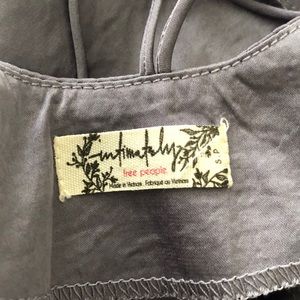 intimately
free people
Made in Vietnam . Fabriqué au Vietnam
S P